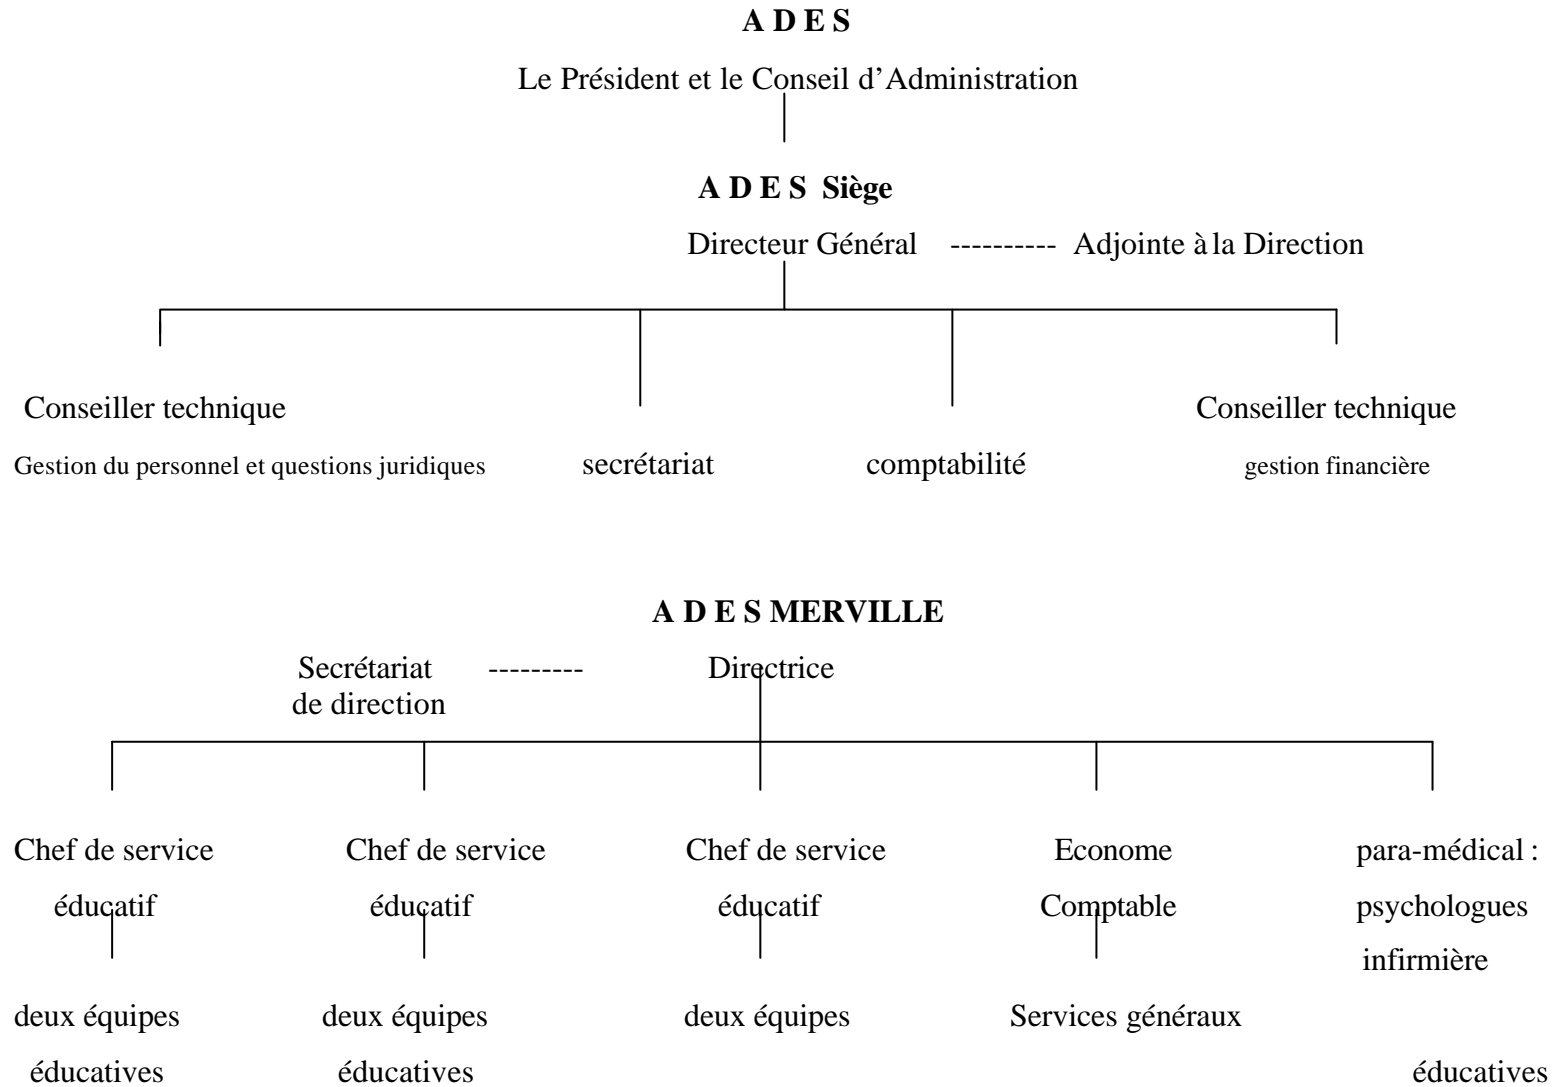 A D E S
Le Président et le Conseil d’Administration
A D E S Siège
Directeur Général ---------- Adjointe à la Direction
Conseiller technique Conseiller technique
Gestion du personnel et questions juridiques secrétariat comptabilité gestion financière
A D E S MERVILLE
Secrétariat --------- Directrice
de direction
Chef de service Chef de service Chef de service Econome para-médical :
éducatif éducatif éducatif Comptable psychologues
infirmière
deux équipes deux équipes deux équipes Services généraux
éducatives éducatives éducatives